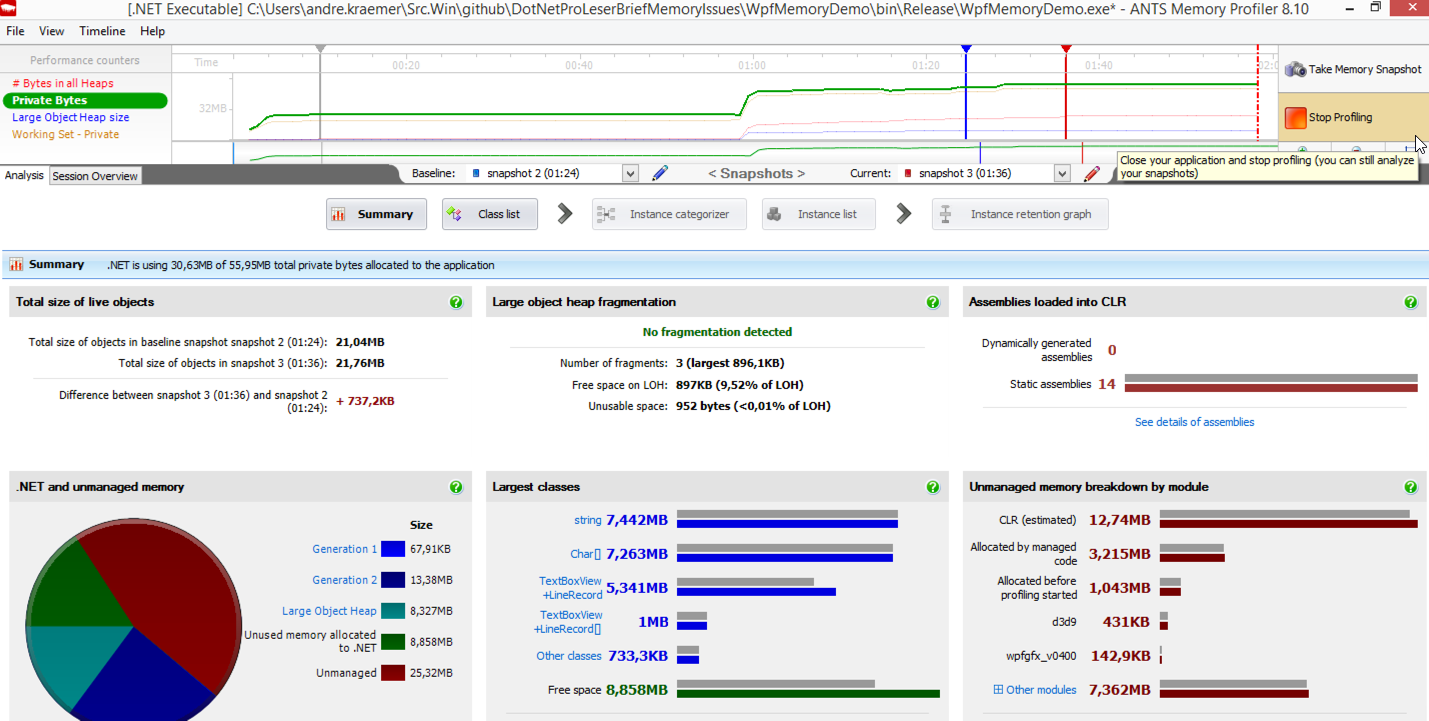 [.NET Executable] C:\Users\andre.kraemer\Src.Win\github\DotNetProLeserBriefMemoryIssues\WpfMemoryDemo\bin\Release\WpfMemoryDemo.exe* - ANTS Memory Profiler 8.10
File View Timeline Help
Performance counters
# Bytes in all Heaps
Private Bytes
Large Object Heap size
Working Set - Private
Time 00:20 00:40 01:00 01:20 01:40
32MB
Take Memory Snapshot
Stop Profiling
Close your application and stop profiling (you can still analyze
your snapshots)
Analysis Session Overview
Baseline: snapshot 2 (01:24) < Snapshots > Current: snapshot 3 (01:36)
Summary Class list Instance categorizer Instance list Instance retention graph
Summary .NET is using 30,63MB of 55,95MB total private bytes allocated to the application
Total size of live objects
Total size of objects in baseline snapshot snapshot 2 (01:24): 21,04MB
Total size of objects in snapshot 3 (01:36): 21,76MB
Difference between snapshot 3 (01:36) and snapshot 2
(01:24): + 737,2KB
Large object heap fragmentation
No fragmentation detected
Number of fragments: 3 (largest 896,1KB)
Free space on LOH: 897KB (9,52% of LOH)
Unusable space: 952 bytes (<0,01% of LOH)
Assemblies loaded into CLR
Dynamically generated
assemblies 0
Static assemblies 14
See details of assemblies
.NET and unmanaged memory
Size
Generation 1 67,91KB
Generation 2 13,38MB
Large Object Heap 8,327MB
Unused memory allocated
to .NET 8,858MB
Unmanaged 25,32MB
Largest classes
string 7,442MB
Char[] 7,263MB
TextBoxView
+LineRecord 5,341MB
TextBoxView
+LineRecord[] 1MB
Other classes 733,3KB
Free space 8,858MB
Unmanaged memory breakdown by module
CLR (estimated) 12,74MB
Allocated by managed
code 3,215MB
Allocated before
profiling started 1,043MB
d3d9 431KB
wpfgfx_v0400 142,9KB
Other modules 7,362MB